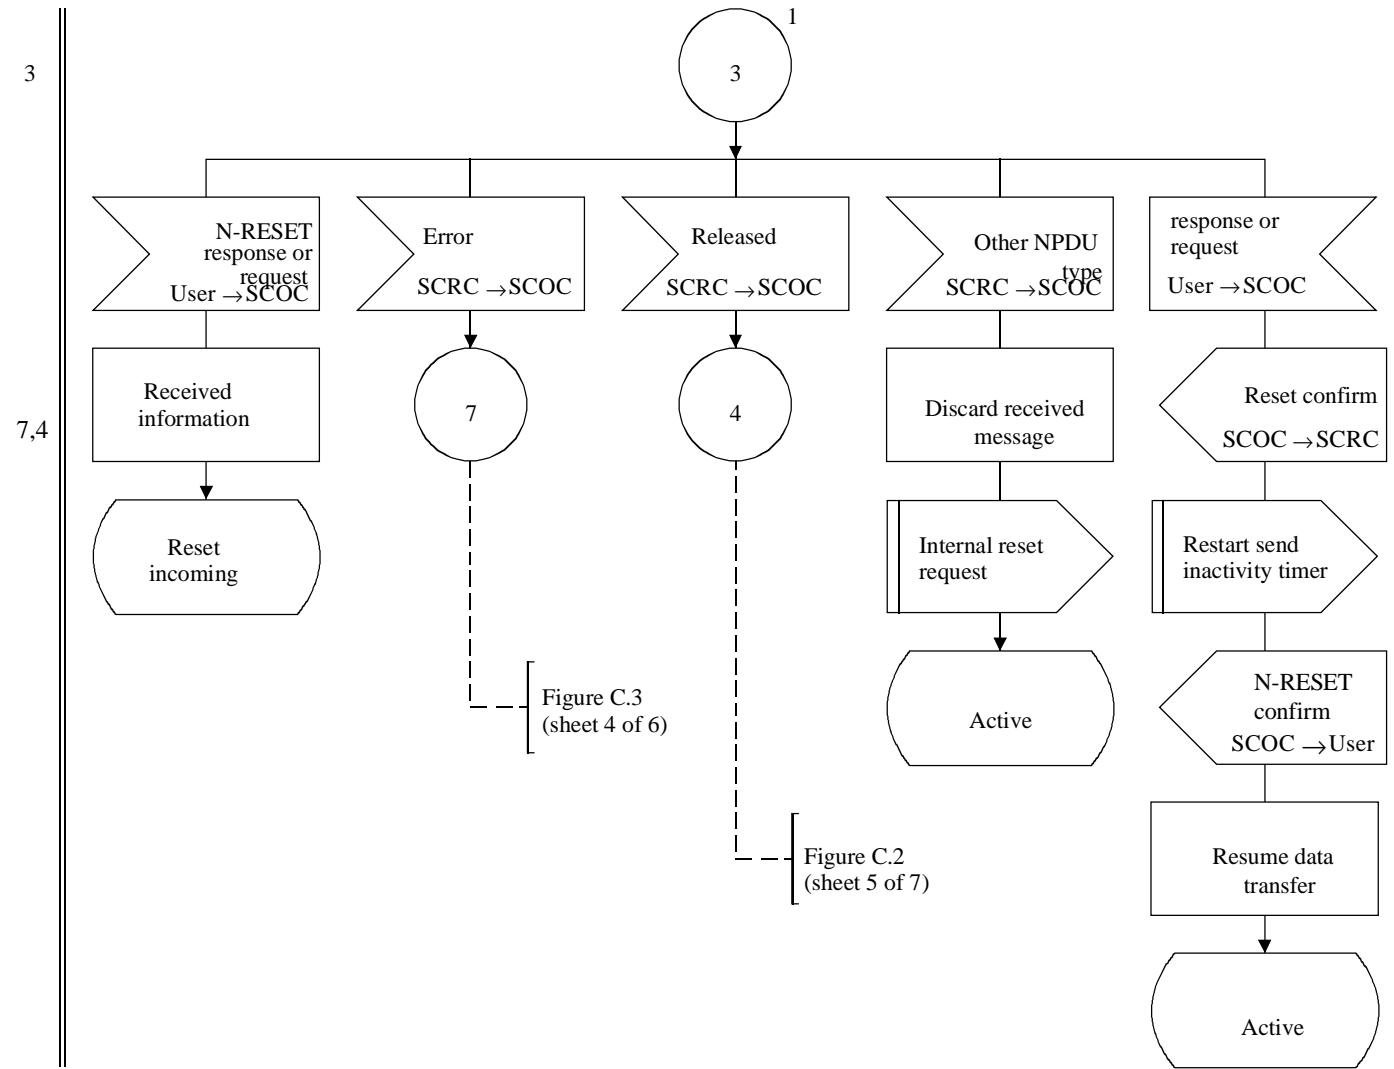 1
3
3
N-RESET
response or
request
User → SCOC
Error
SCRC → SCOC
Released
SCRC → SCOC
Other NPDU
type
SCRC → SCOC
response or
request
User → SCOC
Received
information
7
4
Discard received
message
Reset confirm
SCOC → SCRC
7,4
Reset
incoming
Internal reset
request
Restart send
inactivity timer
Figure C.3
(sheet 4 of 6)
Active
N-RESET
confirm
SCOC → User
Figure C.2
(sheet 5 of 7)
Resume data
transfer
Active